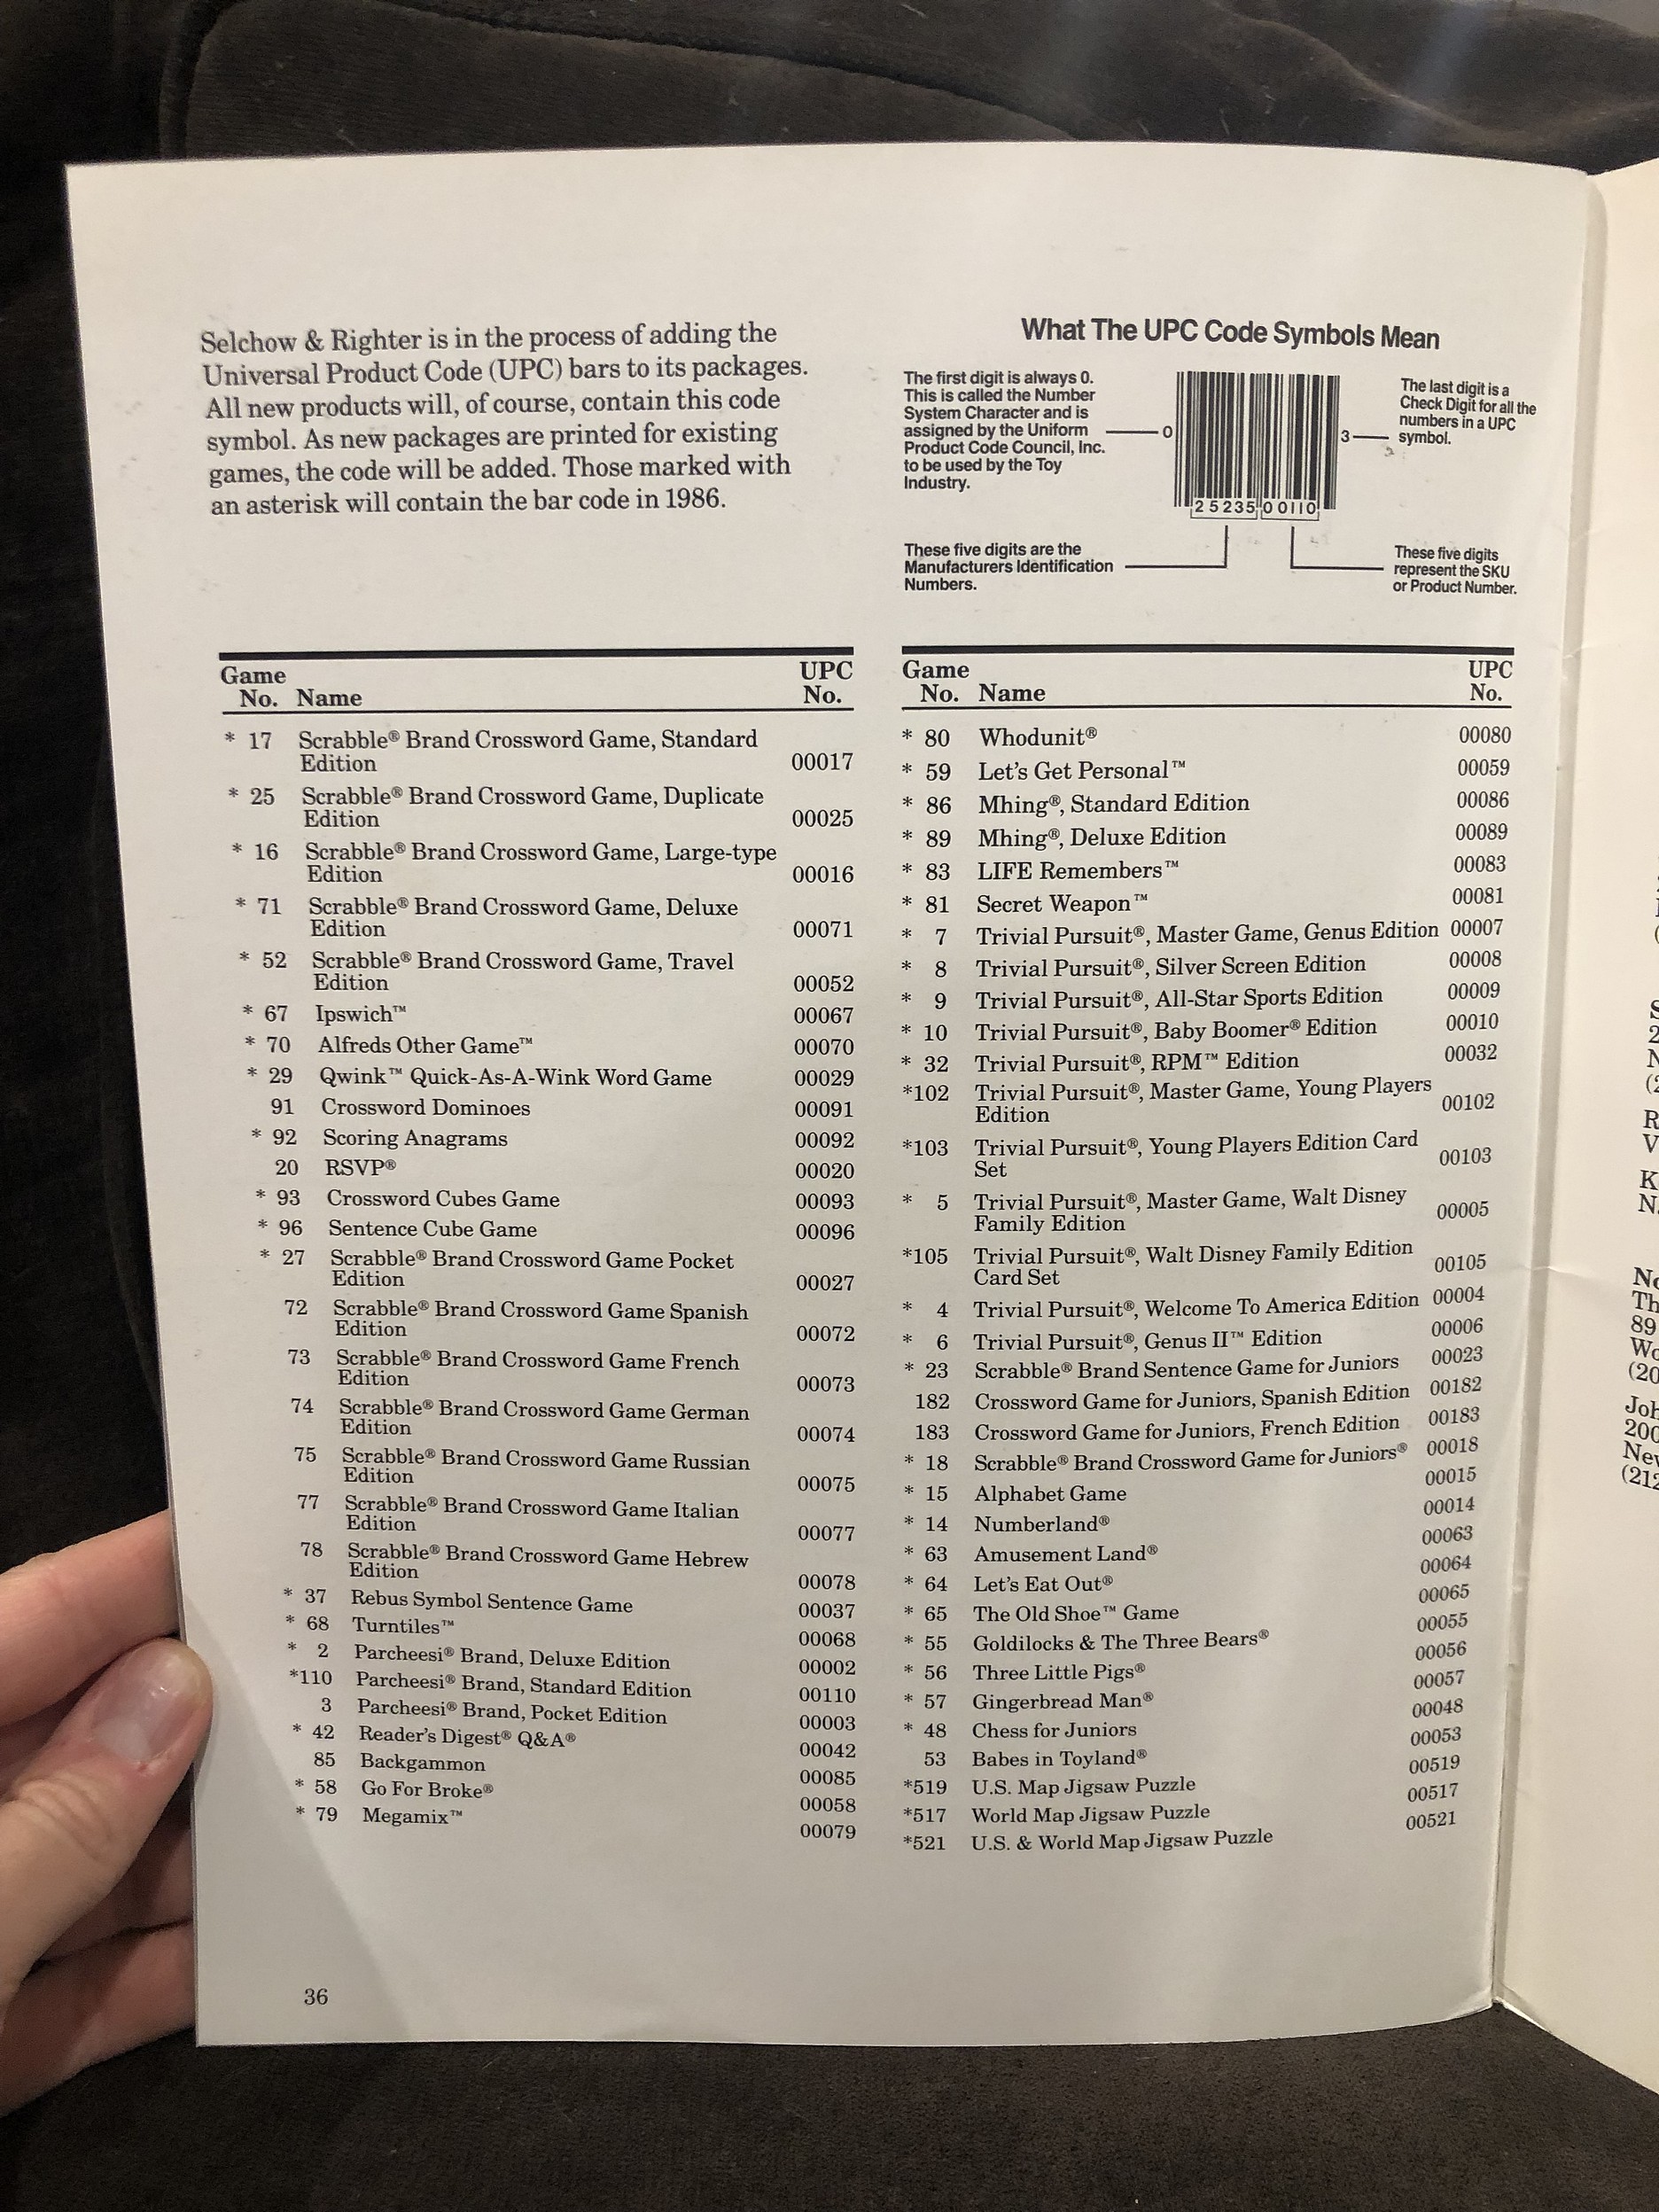 Selchow & Righter is in the process of adding the
Universal Product Code (UPC) bars to its packages.
All new products will, of course, contain this code
symbol. As new packages are printed for existing
games, the code will be added. Those marked with
an asterisk will contain the bar code in 1986.
What The UPC Code Symbols Mean
The first digit is always 0.
This is called the Number
System Character and is
assigned by the Uniform
Product Code Council, Inc.
to be used by the Toy
Industry.
0
25235 00110
3
The last digit is a
Check Digit for all the
numbers in a UPC
symbol.
These five digits are the
Manufacturers Identification
Numbers.
These five digits
represent the SKU
or Product Number.
Game UPC
No. Name No.
* 17 Scrabble® Brand Crossword Game, Standard
Edition 00017
* 25 Scrabble® Brand Crossword Game, Duplicate
Edition 00025
* 16 Scrabble® Brand Crossword Game, Large-type
Edition 00016
* 71 Scrabble® Brand Crossword Game, Deluxe
Edition 00071
* 52 Scrabble® Brand Crossword Game, Travel
Edition 00052
* 67 Ipswich™ 00067
* 70 Alfreds Other Game™ 00070
* 29 Qwink™ Quick-As-A-Wink Word Game 00029
91 Crossword Dominoes 00091
* 92 Scoring Anagrams 00092
20 RSVP® 00020
* 93 Crossword Cubes Game 00093
* 96 Sentence Cube Game 00096
* 27 Scrabble® Brand Crossword Game Pocket
Edition 00027
72 Scrabble® Brand Crossword Game Spanish
Edition 00072
73 Scrabble® Brand Crossword Game French
Edition 00073
74 Scrabble® Brand Crossword Game German
Edition 00074
75 Scrabble® Brand Crossword Game Russian
Edition 00075
77 Scrabble® Brand Crossword Game Italian
Edition 00077
78 Scrabble® Brand Crossword Game Hebrew
Edition 00078
* 37 Rebus Symbol Sentence Game 00037
* 68 Turntiles™ 00068
* 2 Parcheesi® Brand, Deluxe Edition 00002
*110 Parcheesi® Brand, Standard Edition 00110
3 Parcheesi® Brand, Pocket Edition 00003
* 42 Reader's Digest® Q&A® 00042
85 Backgammon 00085
* 58 Go For Broke® 00058
* 79 Megamix™ 00079
Game UPC
No. Name No.
* 80 Whodunit® 00080
* 59 Let's Get Personal™ 00059
* 86 Mhing®, Standard Edition 00086
* 89 Mhing®, Deluxe Edition 00089
* 83 LIFE Remembers™ 00083
* 81 Secret Weapon™ 00081
* 7 Trivial Pursuit®, Master Game, Genus Edition 00007
* 8 Trivial Pursuit®, Silver Screen Edition 00008
* 9 Trivial Pursuit®, All-Star Sports Edition 00009
* 10 Trivial Pursuit®, Baby Boomer® Edition 00010
* 32 Trivial Pursuit®, RPM™ Edition 00032
*102 Trivial Pursuit®, Master Game, Young Players
Edition 00102
*103 Trivial Pursuit®, Young Players Edition Card
Set 00103
* 5 Trivial Pursuit®, Master Game, Walt Disney
Family Edition 00005
*105 Trivial Pursuit®, Walt Disney Family Edition
Card Set 00105
* 4 Trivial Pursuit®, Welcome To America Edition 00004
* 6 Trivial Pursuit®, Genus II™ Edition 00006
* 23 Scrabble® Brand Sentence Game for Juniors 00023
182 Crossword Game for Juniors, Spanish Edition 00182
183 Crossword Game for Juniors, French Edition 00183
* 18 Scrabble® Brand Crossword Game for Juniors® 00018
* 15 Alphabet Game 00015
* 14 Numberland® 00014
* 63 Amusement Land® 00063
* 64 Let's Eat Out® 00064
* 65 The Old Shoe™ Game 00065
* 55 Goldilocks & The Three Bears® 00055
* 56 Three Little Pigs® 00056
* 57 Gingerbread Man® 00057
* 48 Chess for Juniors 00048
53 Babes in Toyland® 00053
*519 U.S. Map Jigsaw Puzzle 00519
*517 World Map Jigsaw Puzzle 00517
*521 U.S. & World Map Jigsaw Puzzle 00521
36